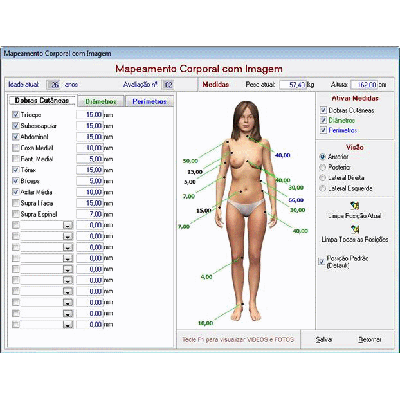 Mapeamento Corporal com Imagem
Mapeamento Corporal com Imagem
Idade atual: 26 anos Avaliação nº 02 Medidas Peso atual: 57,40 kg Altura: 162,00 cm
Dobras Cutâneas Diâmetros Perímetros
Tríceps 15,00 mm
Subescapular 15,00 mm
Abdominal 15,00 mm
Coxa Medial 10,00 mm
Pant. Medial 5,00 mm
Tórax 15,00 mm
Bíceps 5,00 mm
Axilar Média 10,00 mm
Supra Ilíaca 15,00 mm
Supra Espinal 7,00 mm
0,00 mm
0,00 mm
0,00 mm
0,00 mm
0,00 mm
0,00 mm
0,00 mm
0,00 mm
0,00 mm
50,00
40,00
15,00
5,00
7,00
30,00
66,00
15,00
30,00
7,00
40,00
40,00
4,00
10,00
Ativar Medidas
Dobras Cutâneas
Diâmetros
Perímetros
Visão
Anterior
Posterior
Lateral Direita
Lateral Esquerda
Limpa Posição Atual
Limpa Todas as Posições
Posição Padrão
(Default)
Tecle F1 para visualizar VÍDEOS e FOTOS
Salvar
Retornar